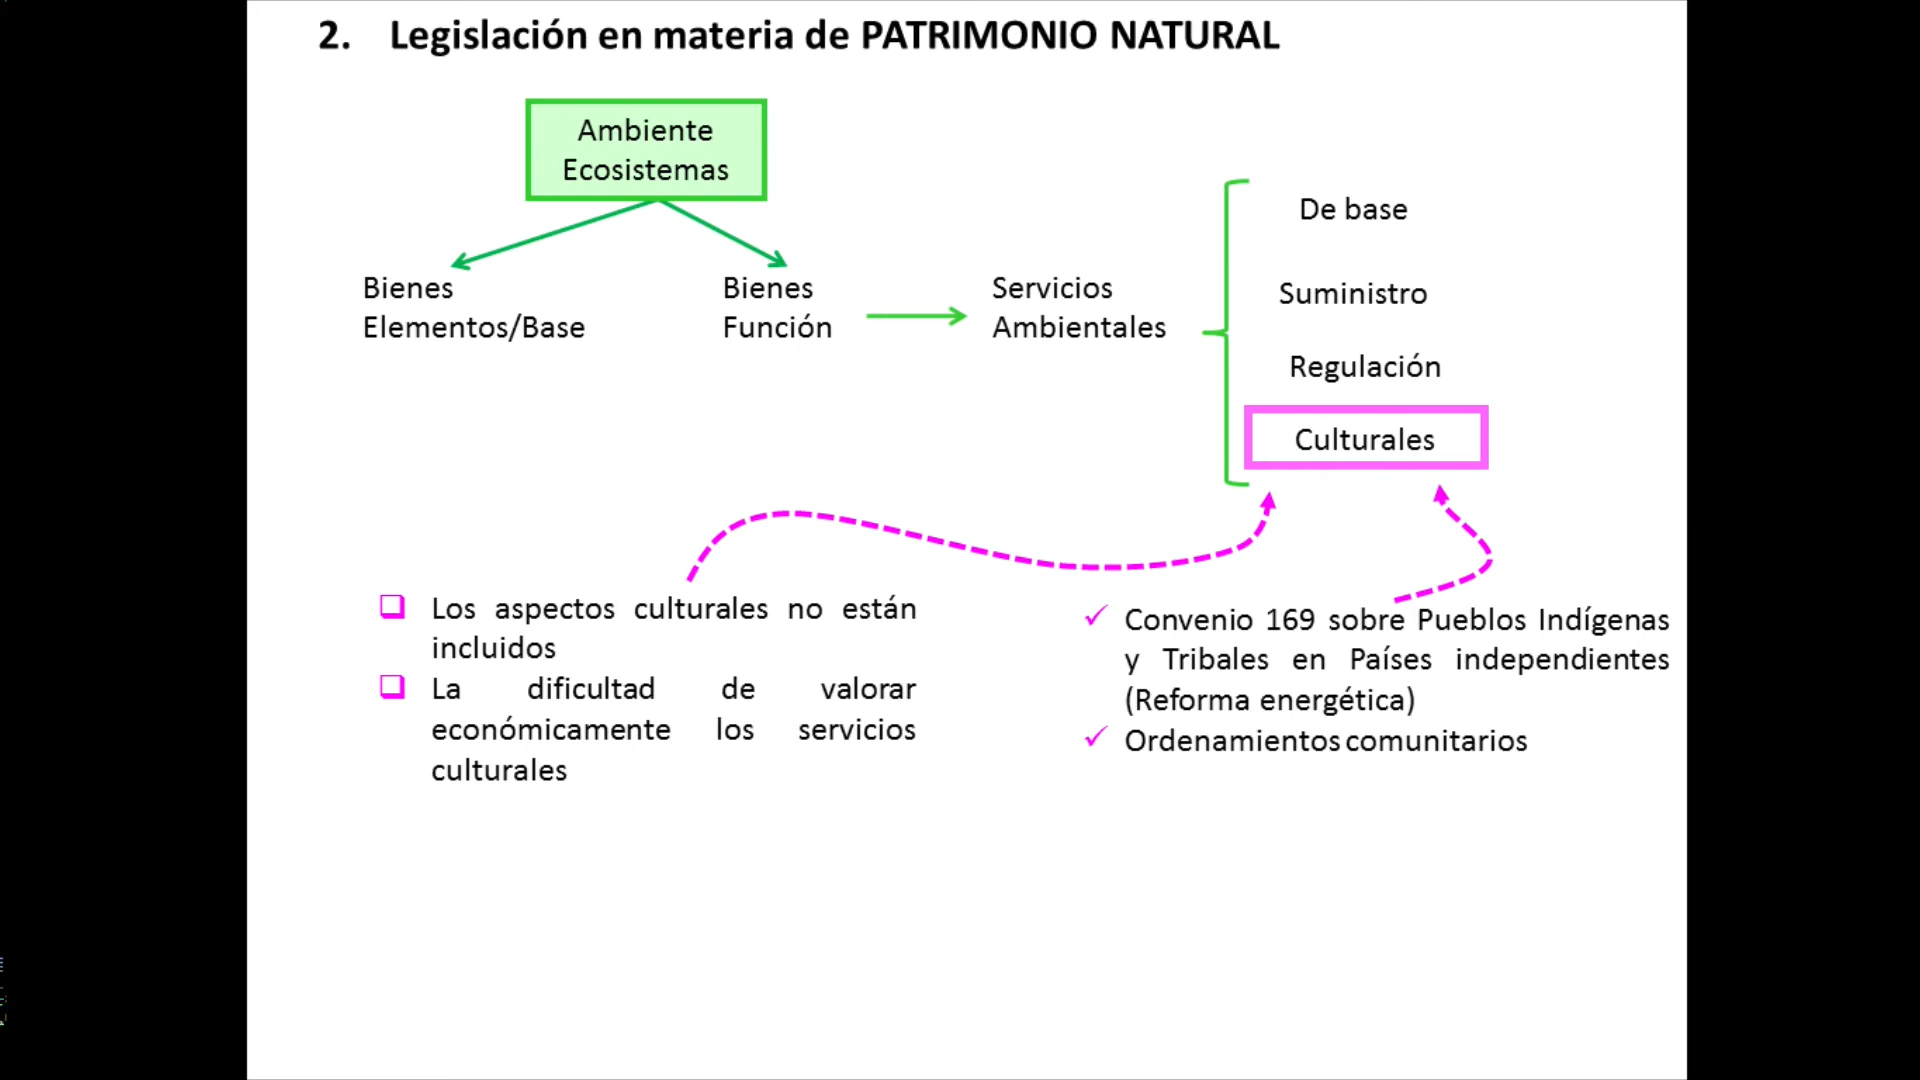 2. Legislación en materia de PATRIMONIO NATURAL
Ambiente
Ecosistemas
Bienes
Elementos/Base
Bienes
Función
Servicios
Ambientales
De base
Suministro
Regulación
Culturales
Los aspectos culturales no están
incluidos
La dificultad de valorar
económicamente los servicios
culturales
Convenio 169 sobre Pueblos Indígenas
y Tribales en Países independientes
(Reforma energética)
Ordenamientos comunitarios